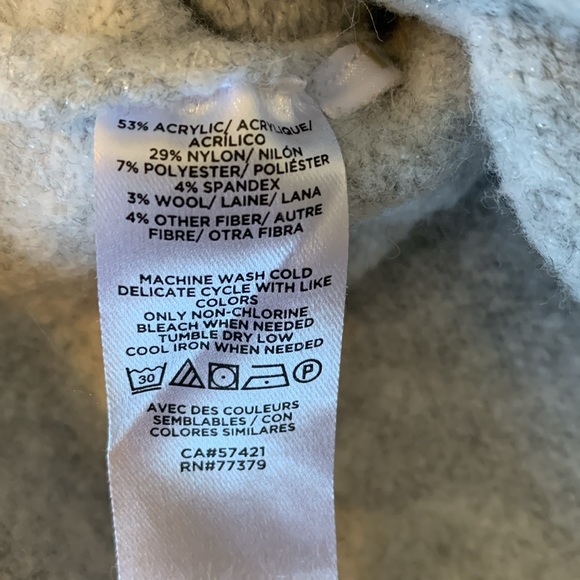 53% ACRYLIC/ ACRYLIQUE/
ACRÍLICO
29% NYLON/ NILÓN
7% POLYESTER/ POLIÉSTER
4% SPANDEX
3% WOOL/ LAINE/ LANA
4% OTHER FIBER/ AUTRE
FIBRE/ OTRA FIBRA
MACHINE WASH COLD
DELICATE CYCLE WITH LIKE
COLORS
ONLY NON-CHLORINE
BLEACH WHEN NEEDED
TUMBLE DRY LOW
COOL IRON WHEN NEEDED
30 P
AVEC DES COULEURS
SEMBLABLES / CON
COLORES SIMILARES
CA#57421
RN#77379